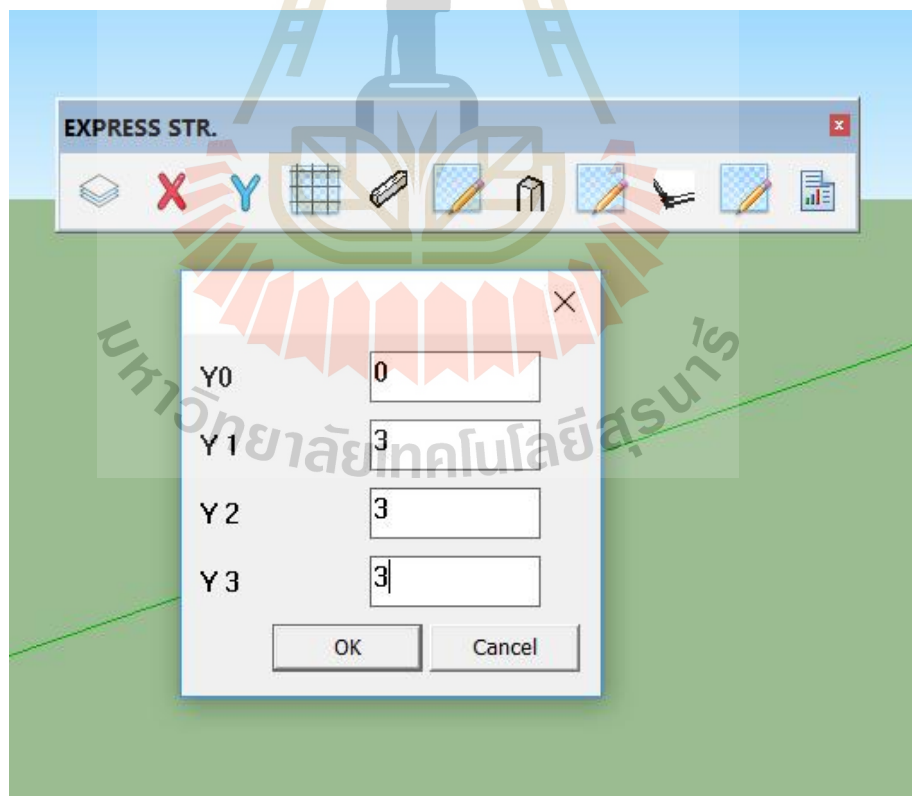 EXPRESS STR.
X Y
Y0 0
Y 1 3
Y 2 3
Y 3 3
OK Cancel
มหาวิทยาลัยเทคโนโลยีสุรนารี